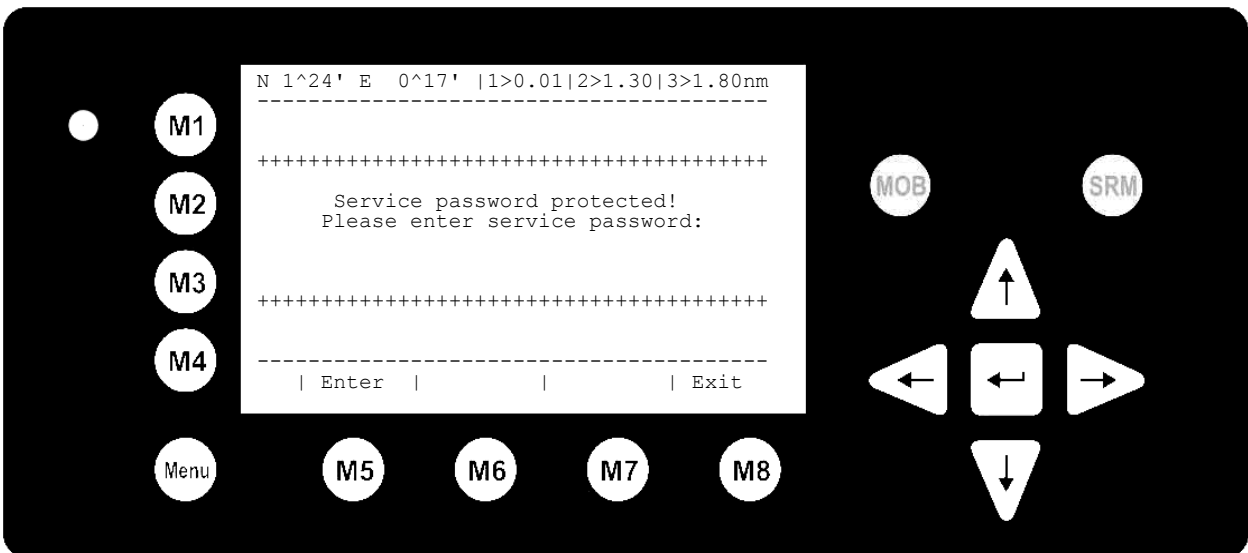 N 1^24' E  0^17' |1>0.01|2>1.30|3>1.80nm
----------------------------------------
M1
++++++++++++++++++++++++++++++++++++++++
MOB
SRM
M2
Service password protected!
Please enter service password:
M3
++++++++++++++++++++++++++++++++++++++++
M4
----------------------------------------
| Enter  |         |         | Exit
Menu
M5
M6
M7
M8